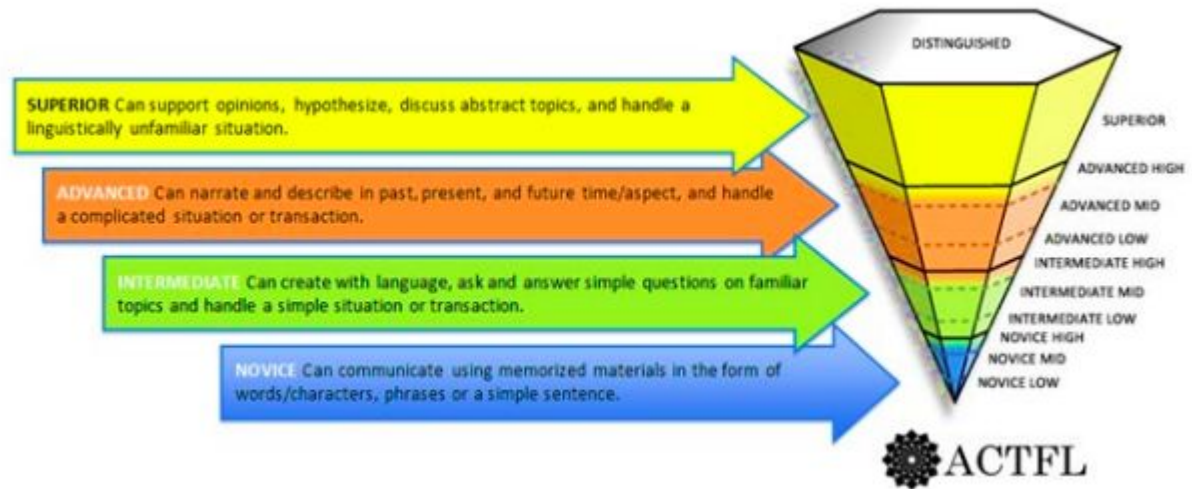 DISTINGUISHED
SUPERIOR Can support opinions, hypothesize, discuss abstract topics, and handle a
linguistically unfamiliar situation.
SUPERIOR
ADVANCED HIGH
ADVANCED Can narrate and describe in past, present, and future time/aspect, and handle
a complicated situation or transaction.
ADVANCED MID
ADVANCED LOW
INTERMEDIATE HIGH
INTERMEDIATE Can create with language, ask and answer simple questions on familiar
topics and handle a simple situation or transaction.
INTERMEDIATE MID
INTERMEDIATE LOW
NOVICE HIGH
NOVICE MID
NOVICE LOW
NOVICE Can communicate using memorized materials in the form of
words/characters, phrases or a simple sentence.
ACTFL